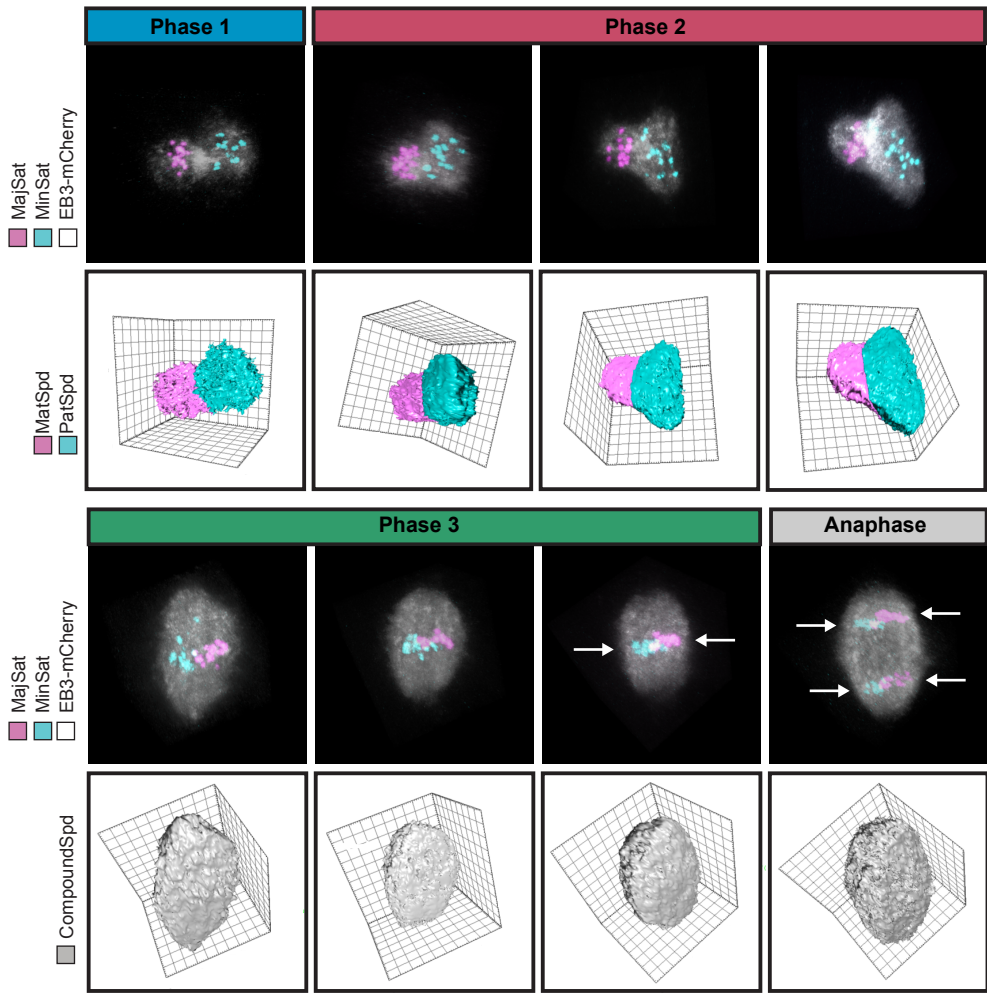 Phase 1
Phase 2
MajSat
MinSat
EB3-mCherry
MatSpd
PatSpd
Phase 3
Anaphase
MajSat
MinSat
EB3-mCherry
CompoundSpd